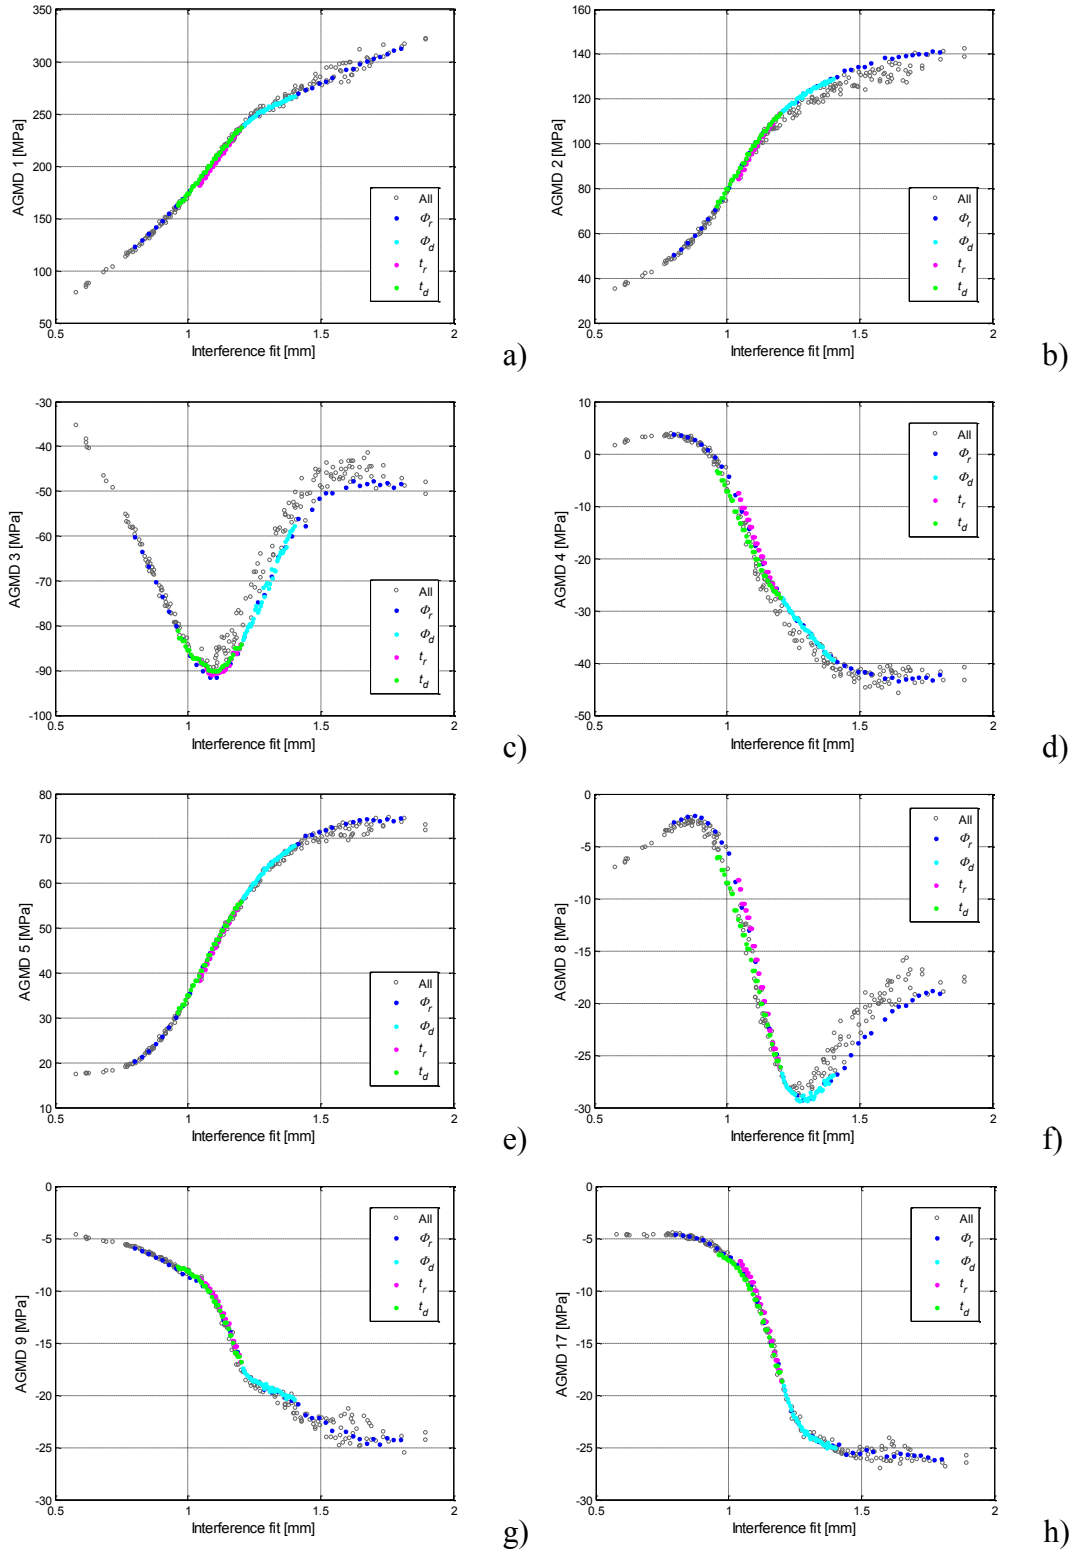 350
300
250
200
150
100
50
0.5 1 1.5 2
AGMD 1 [MPa]
Interference fit [mm]
All
Φr
Φd
tr
td
a)
160
140
120
100
80
60
40
20
0.5 1 1.5 2
AGMD 2 [MPa]
Interference fit [mm]
All
Φr
Φd
tr
td
b)
-30
-40
-50
-60
-70
-80
-90
-100
0.5 1 1.5 2
AGMD 3 [MPa]
Interference fit [mm]
All
Φr
Φd
tr
td
c)
10
0
-10
-20
-30
-40
-50
0.5 1 1.5 2
AGMD 4 [MPa]
Interference fit [mm]
All
Φr
Φd
tr
td
d)
80
70
60
50
40
30
20
10
0.5 1 1.5 2
AGMD 5 [MPa]
Interference fit [mm]
All
Φr
Φd
tr
td
e)
0
-5
-10
-15
-20
-25
-30
0.5 1 1.5 2
AGMD 8 [MPa]
Interference fit [mm]
All
Φr
Φd
tr
td
f)
0
-5
-10
-15
-20
-25
-30
0.5 1 1.5 2
AGMD 9 [MPa]
Interference fit [mm]
All
Φr
Φd
tr
td
g)
0
-5
-10
-15
-20
-25
-30
0.5 1 1.5 2
AGMD 17 [MPa]
Interference fit [mm]
All
Φr
Φd
tr
td
h)